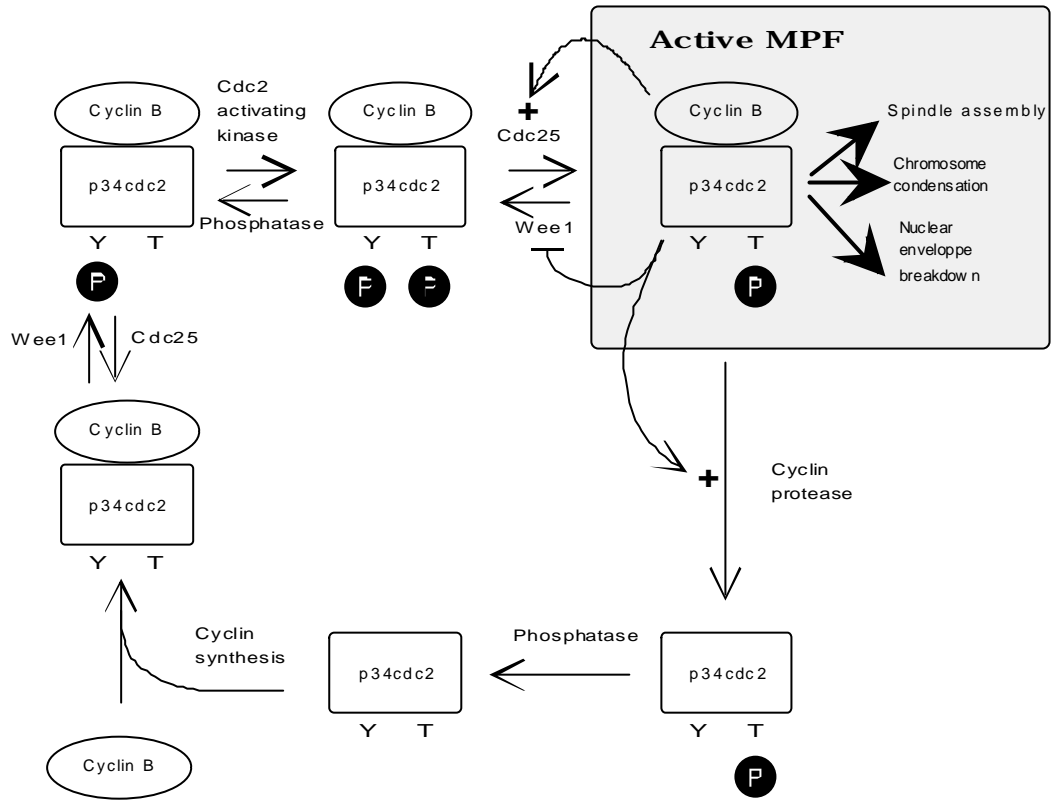 Active MPF
Cdc2
activating
kinase
Cyclin B
Cyclin B
Cyclin B
+
Cdc25
Spindle assembly
p34cdc2
p34cdc2
p34cdc2
Chromosome
condensation
Phosphatase
Wee1
Nuclear
enveloppe
breakdown
Y T
Y T
Y T
P
P P
P
Wee1
Cdc25
Cyclin B
p34cdc2
Y T
+
Cyclin
protease
Cyclin
synthesis
Phosphatase
p34cdc2
p34cdc2
Y T
Y T
P
Cyclin B